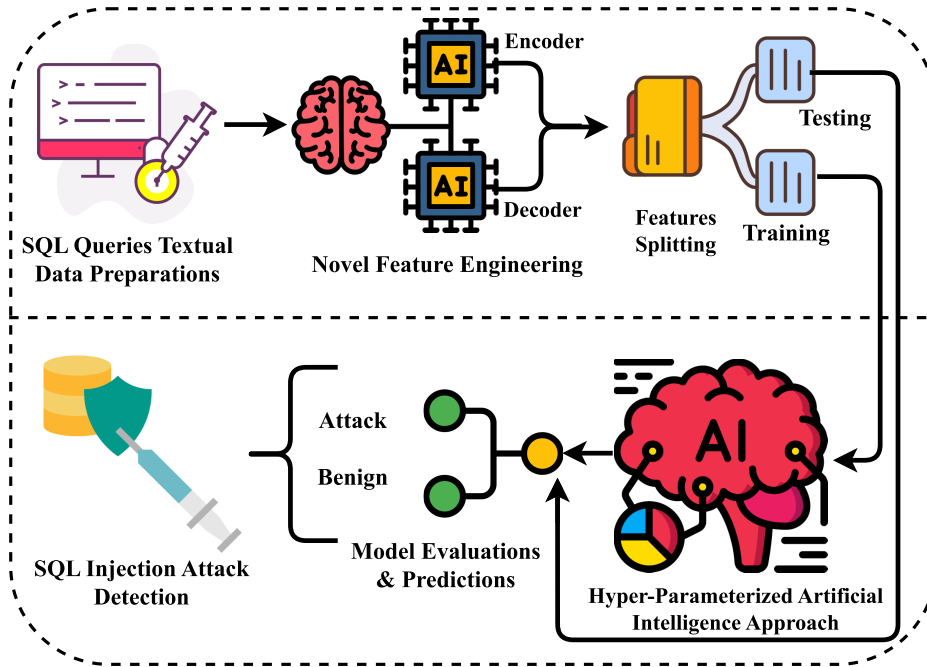 AI
Encoder
AI
Decoder
SQL Queries Textual
Data Preparations
Novel Feature Engineering
Features
Splitting
Testing
Training
SQL Injection Attack
Detection
Attack
Benign
Model Evaluations
& Predictions
AI
Hyper-Parameterized Artificial
Intelligence Approach